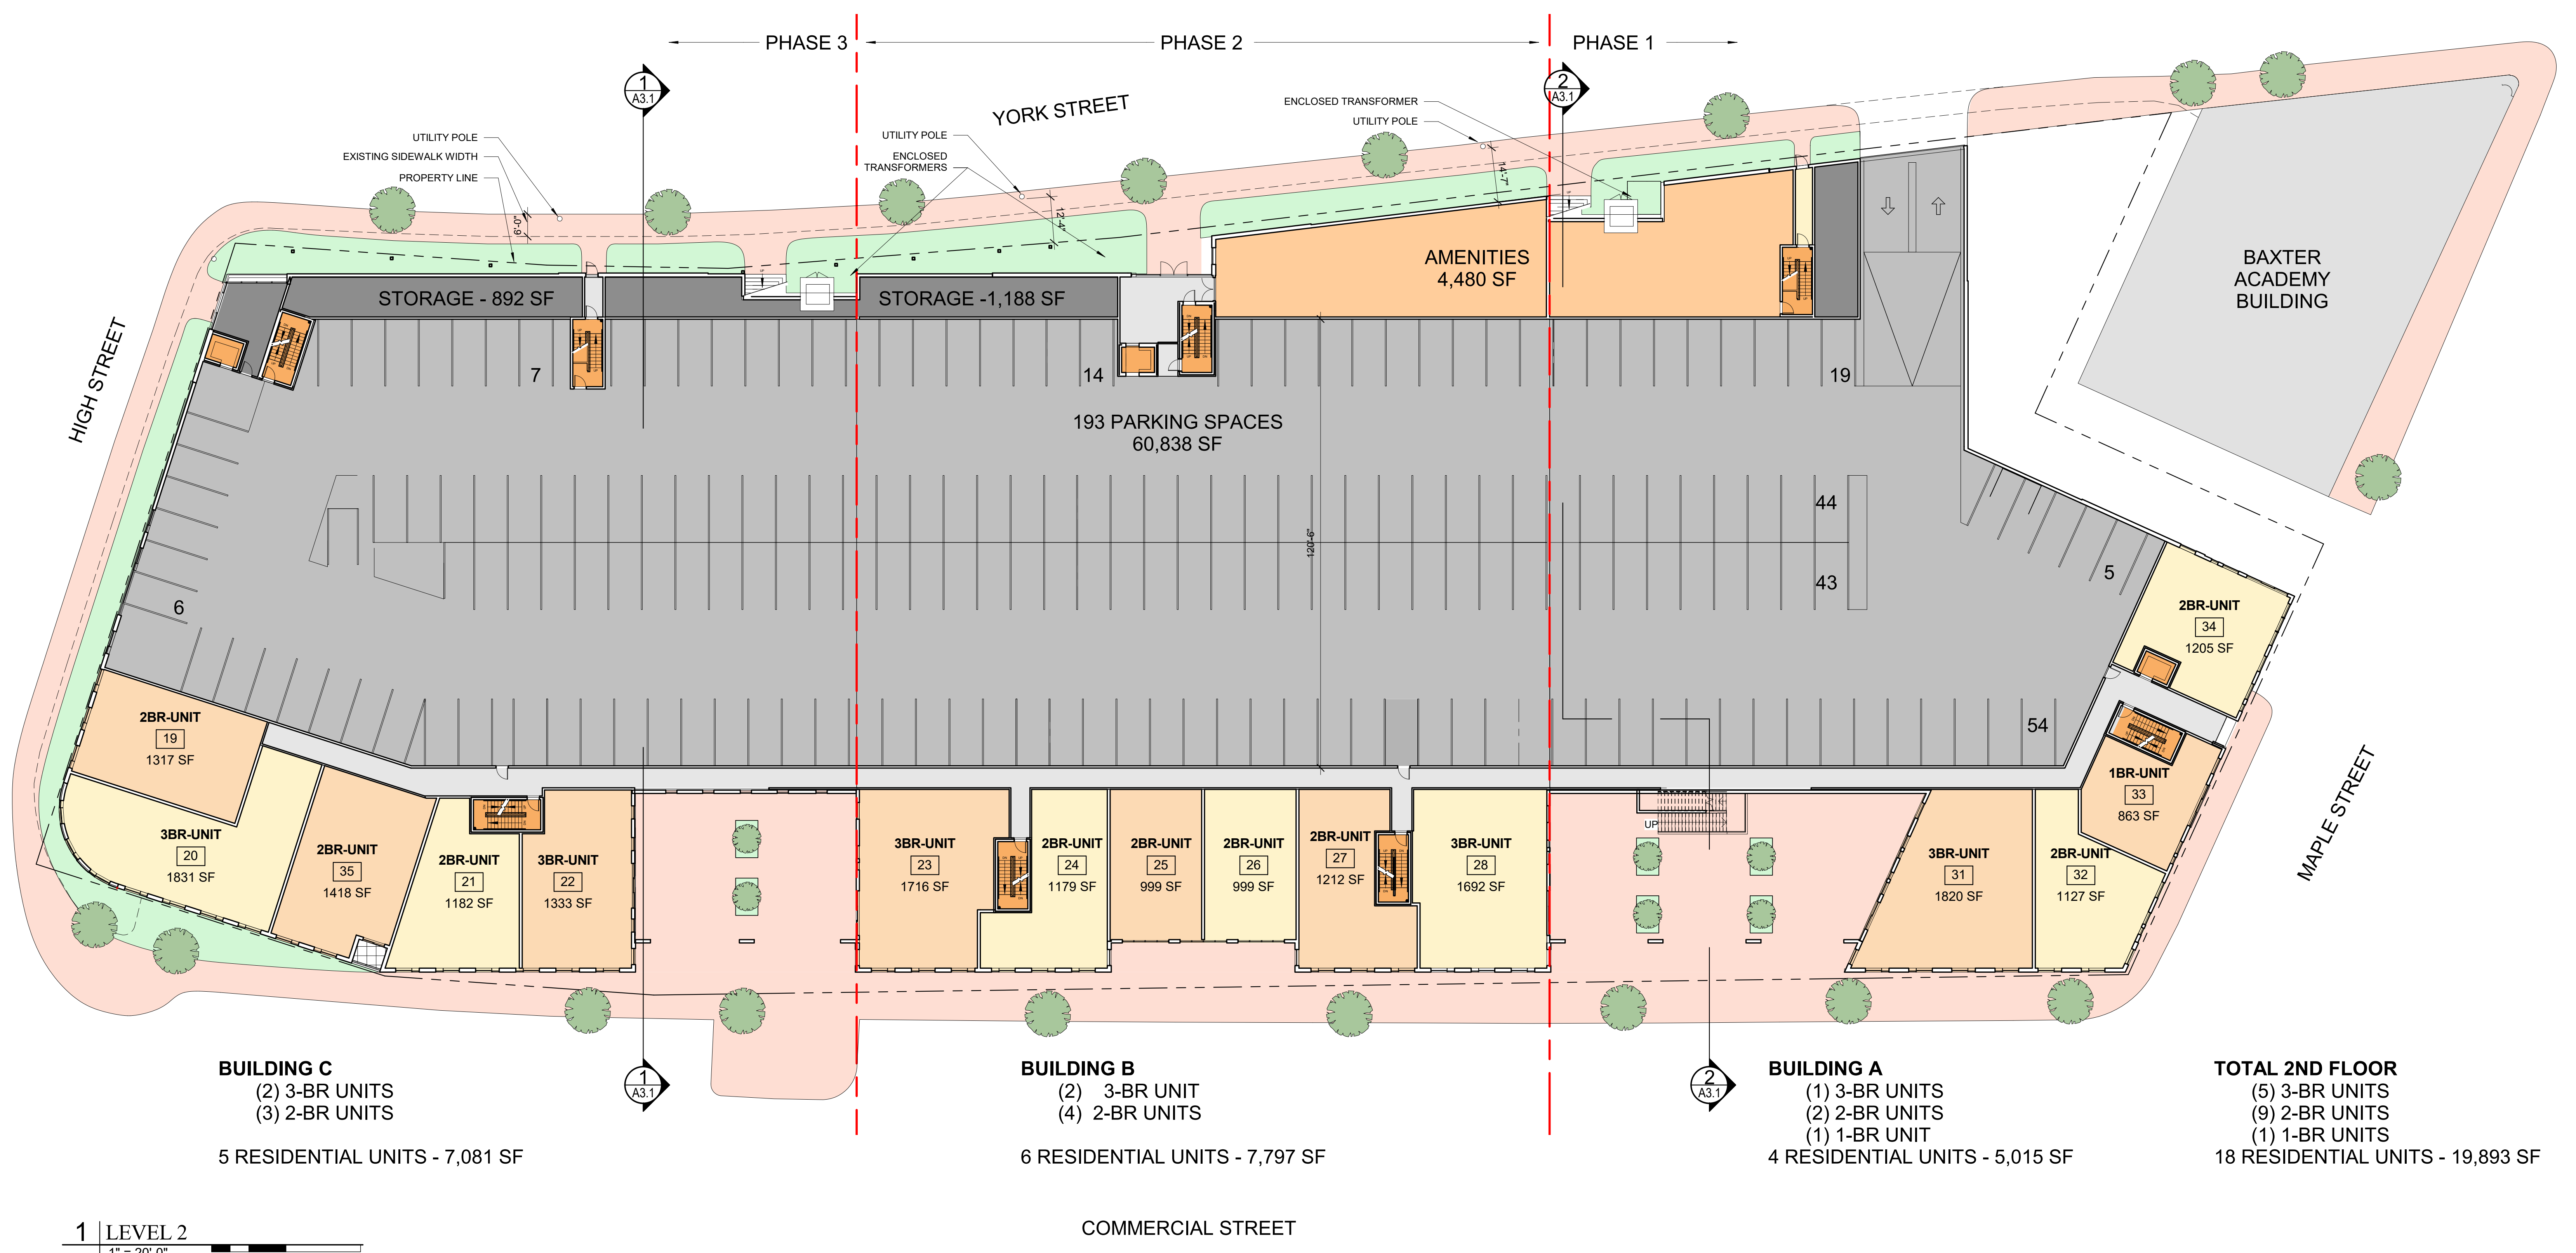 PHASE 3
PHASE 2
PHASE 1
1
A3.1
2
A3.1
YORK STREET
ENCLOSED TRANSFORMER
UTILITY POLE
UTILITY POLE
EXISTING SIDEWALK WIDTH
PROPERTY LINE
UTILITY POLE
ENCLOSED
TRANSFORMERS
9'-0"
12'-4"
14'-7"
STORAGE - 892 SF
STORAGE -1,188 SF
AMENITIES
4,480 SF
BAXTER
ACADEMY
BUILDING
HIGH STREET
7
14
19
193 PARKING SPACES
60,838 SF
44
120'-6"
43
5
6
54
2BR-UNIT
34
1205 SF
2BR-UNIT
19
1317 SF
3BR-UNIT
20
1831 SF
2BR-UNIT
35
1418 SF
2BR-UNIT
21
1182 SF
3BR-UNIT
22
1333 SF
3BR-UNIT
23
1716 SF
2BR-UNIT
24
1179 SF
2BR-UNIT
25
999 SF
2BR-UNIT
26
999 SF
2BR-UNIT
27
1212 SF
3BR-UNIT
28
1692 SF
UP
3BR-UNIT
31
1820 SF
2BR-UNIT
32
1127 SF
1BR-UNIT
33
863 SF
MAPLE STREET
1
A3.1
2
A3.1
BUILDING C
(2) 3-BR UNITS
(3) 2-BR UNITS
5 RESIDENTIAL UNITS - 7,081 SF
BUILDING B
(2) 3-BR UNIT
(4) 2-BR UNITS
6 RESIDENTIAL UNITS - 7,797 SF
BUILDING A
(1) 3-BR UNITS
(2) 2-BR UNITS
(1) 1-BR UNIT
4 RESIDENTIAL UNITS - 5,015 SF
TOTAL 2ND FLOOR
(5) 3-BR UNITS
(9) 2-BR UNITS
(1) 1-BR UNITS
18 RESIDENTIAL UNITS - 19,893 SF
COMMERCIAL STREET
1 LEVEL 2
1" = 20'-0"